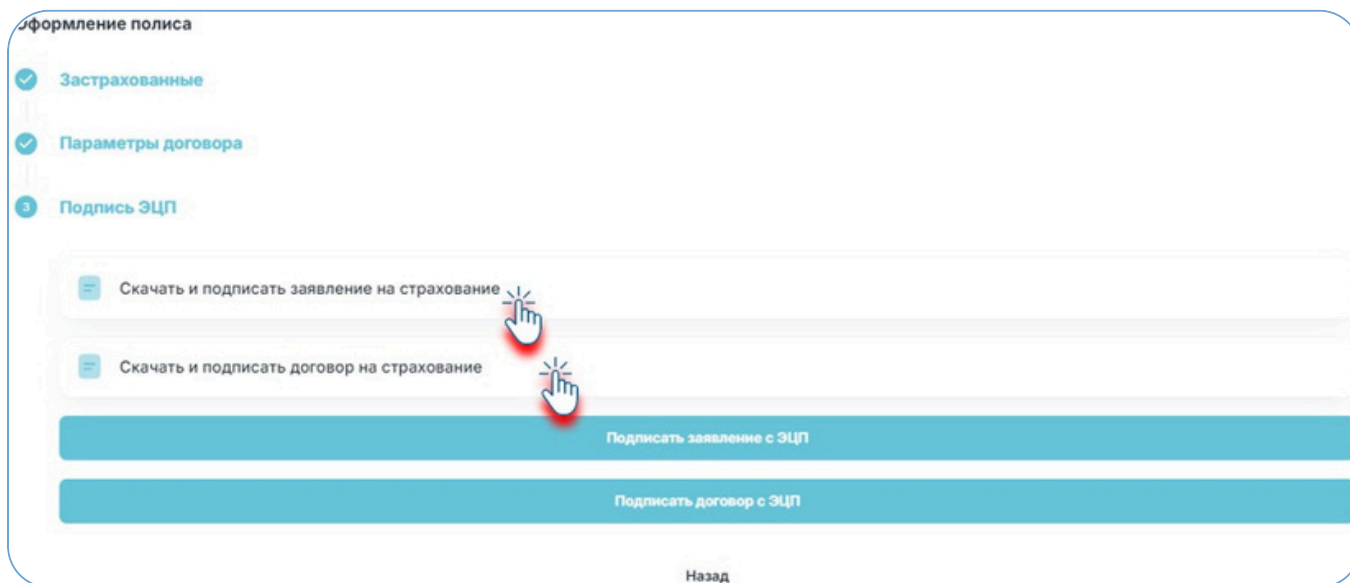 Оформление полиса
Застрахованные
Параметры договора
3 Подпись ЭЦП
Скачать и подписать заявление на страхование
Скачать и подписать договор на страхование
Подписать заявление с ЭЦП
Подписать договор с ЭЦП
Назад